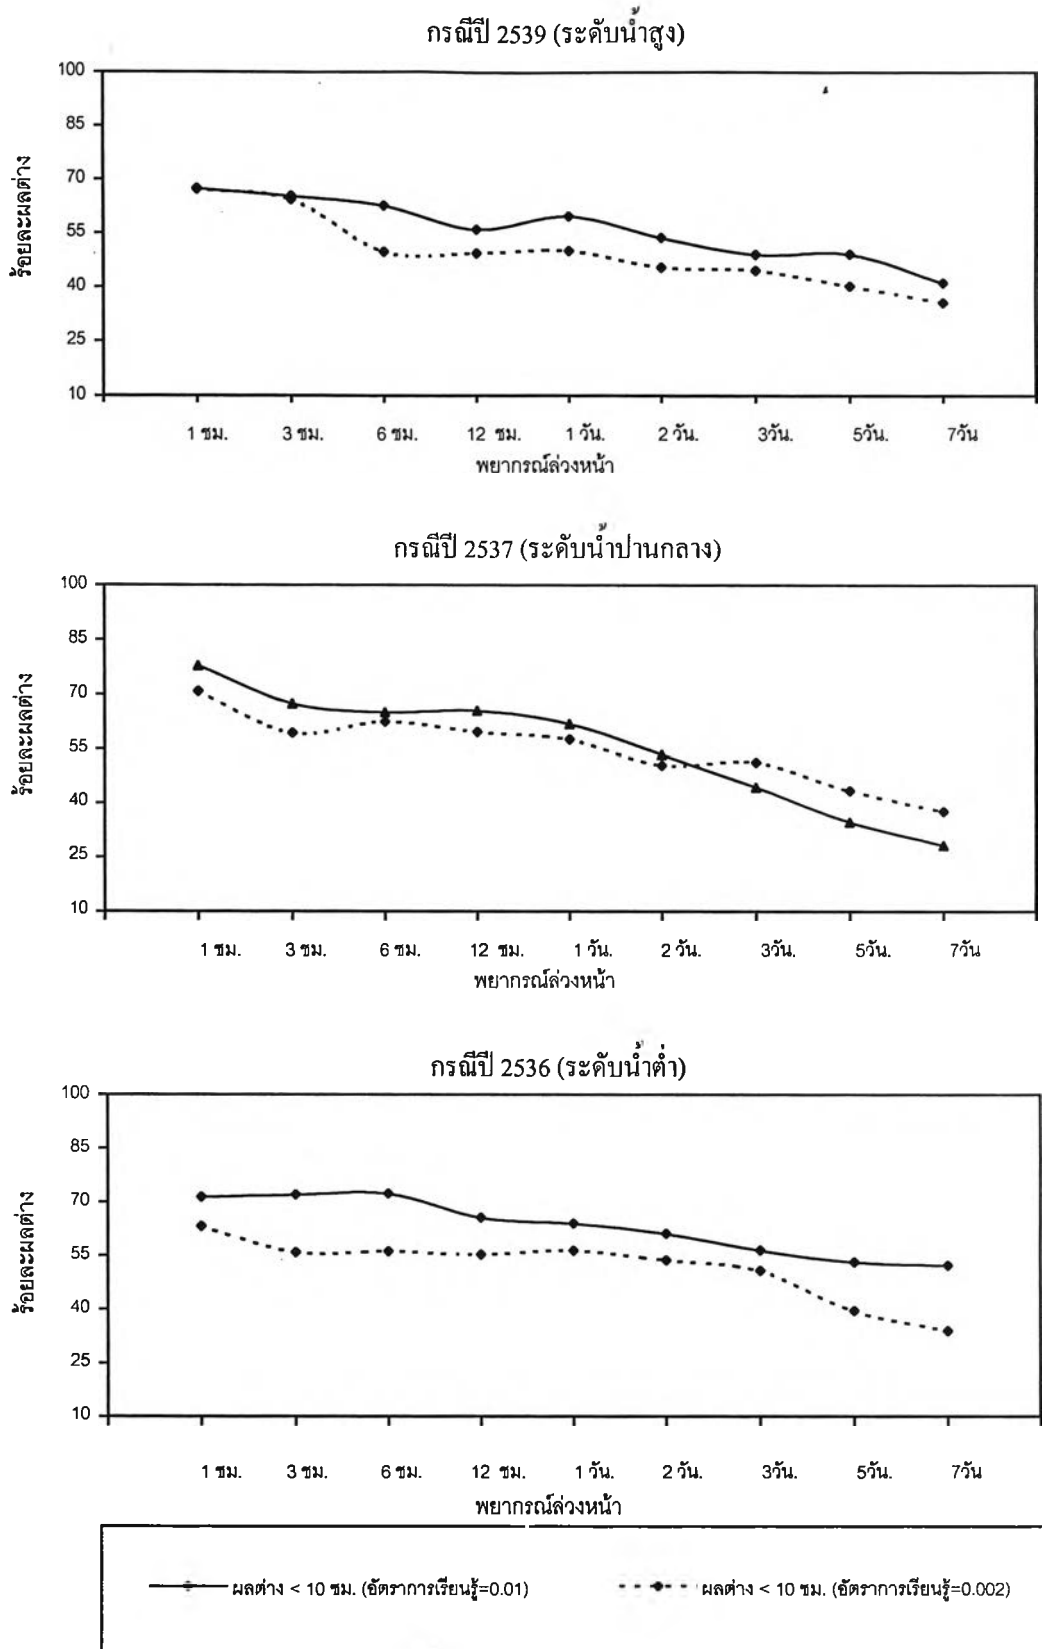 กรณีปี 2539 (ระดับน้ำสูง)
100
85
70
55
40
25
10
ร้อยละผลต่าง
1 ชม. 3 ชม. 6 ชม. 12 ชม. 1 วัน. 2 วัน. 3วัน. 5วัน. 7วัน
พยากรณ์ล่วงหน้า
กรณีปี 2537 (ระดับน้ำปานกลาง)
100
85
70
55
40
25
10
ร้อยละผลต่าง
1 ชม. 3 ชม. 6 ชม. 12 ชม. 1 วัน. 2 วัน. 3วัน. 5วัน. 7วัน
พยากรณ์ล่วงหน้า
กรณีปี 2536 (ระดับน้ำต่ำ)
100
85
70
55
40
25
10
ร้อยละผลต่าง
1 ชม. 3 ชม. 6 ชม. 12 ชม. 1 วัน. 2 วัน. 3วัน. 5วัน. 7วัน
พยากรณ์ล่วงหน้า
ผลต่าง < 10 ซม. (อัตราการเรียนรู้=0.01) ผลต่าง < 10 ซม. (อัตราการเรียนรู้=0.002)